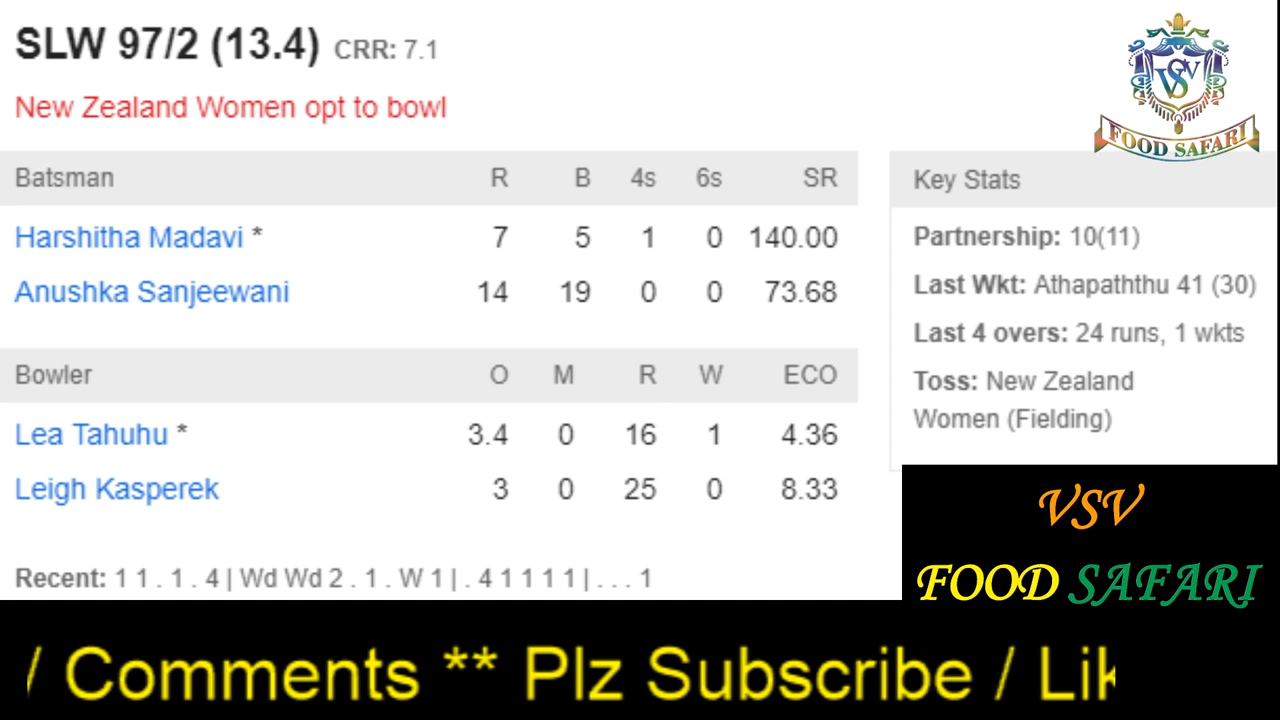 SLW 97/2 (13.4) CRR: 7.1
New Zealand Women opt to bowl
Batsman R B 4s 6s SR
Harshitha Madavi * 7 5 1 0 140.00
Anushka Sanjeewani 14 19 0 0 73.68
Bowler O M R W ECO
Lea Tahuhu * 3.4 0 16 1 4.36
Leigh Kasperek 3 0 25 0 8.33
Recent: 1 1 . 1 . 4 | Wd Wd 2 . 1 . W 1 | . 4 1 1 1 1 | . . . 1
VSV
FOOD SAFARI
Key Stats
Partnership: 10(11)
Last Wkt: Athapaththu 41 (30)
Last 4 overs: 24 runs, 1 wkts
Toss: New Zealand
Women (Fielding)
VSV
FOOD SAFARI
/ Comments ** Plz Subscribe / Lik